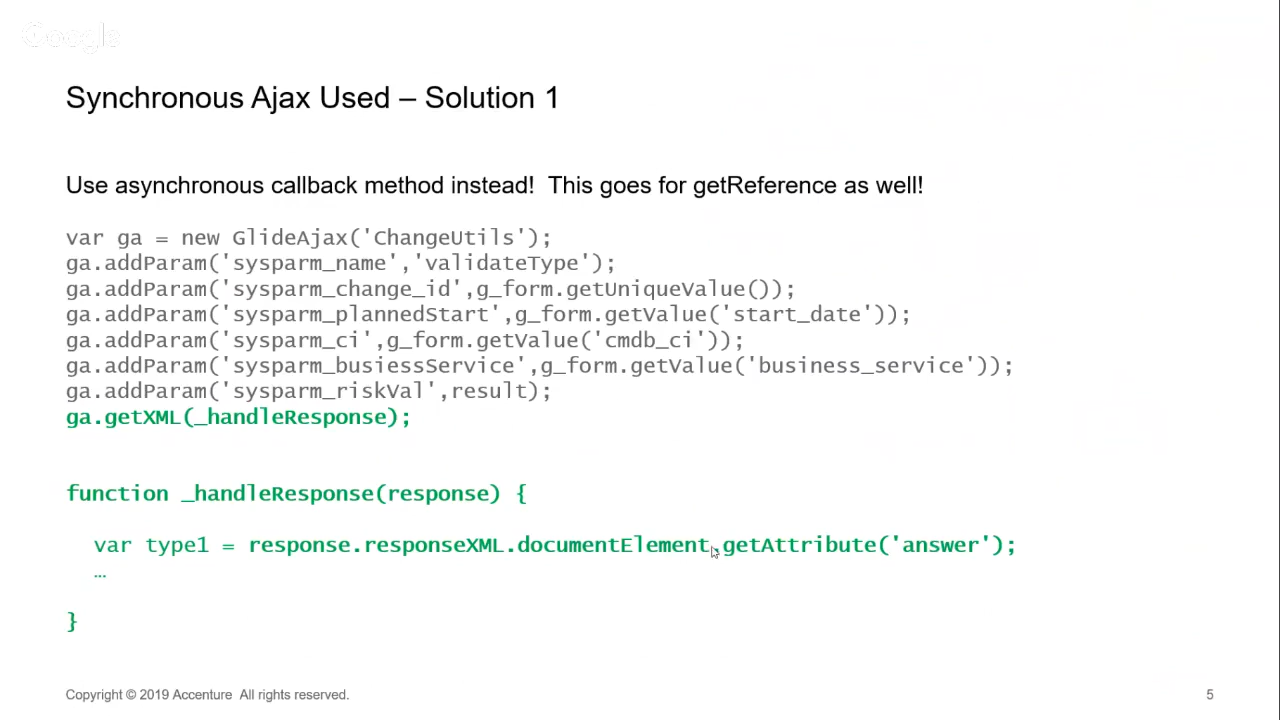 Google
Synchronous Ajax Used – Solution 1
Use asynchronous callback method instead!  This goes for getReference as well!
var ga = new GlideAjax('ChangeUtils');
ga.addParam('sysparm_name','validateType');
ga.addParam('sysparm_change_id',g_form.getUniqueValue());
ga.addParam('sysparm_plannedStart',g_form.getValue('start_date'));
ga.addParam('sysparm_ci',g_form.getValue('cmdb_ci'));
ga.addParam('sysparm_busiessService',g_form.getValue('business_service'));
ga.addParam('sysparm_riskVal',result);
ga.getXML(_handleResponse);
function _handleResponse(response) {
var type1 = response.responseXML.documentElement.getAttribute('answer');
…
}
Copyright © 2019 Accenture  All rights reserved.
5